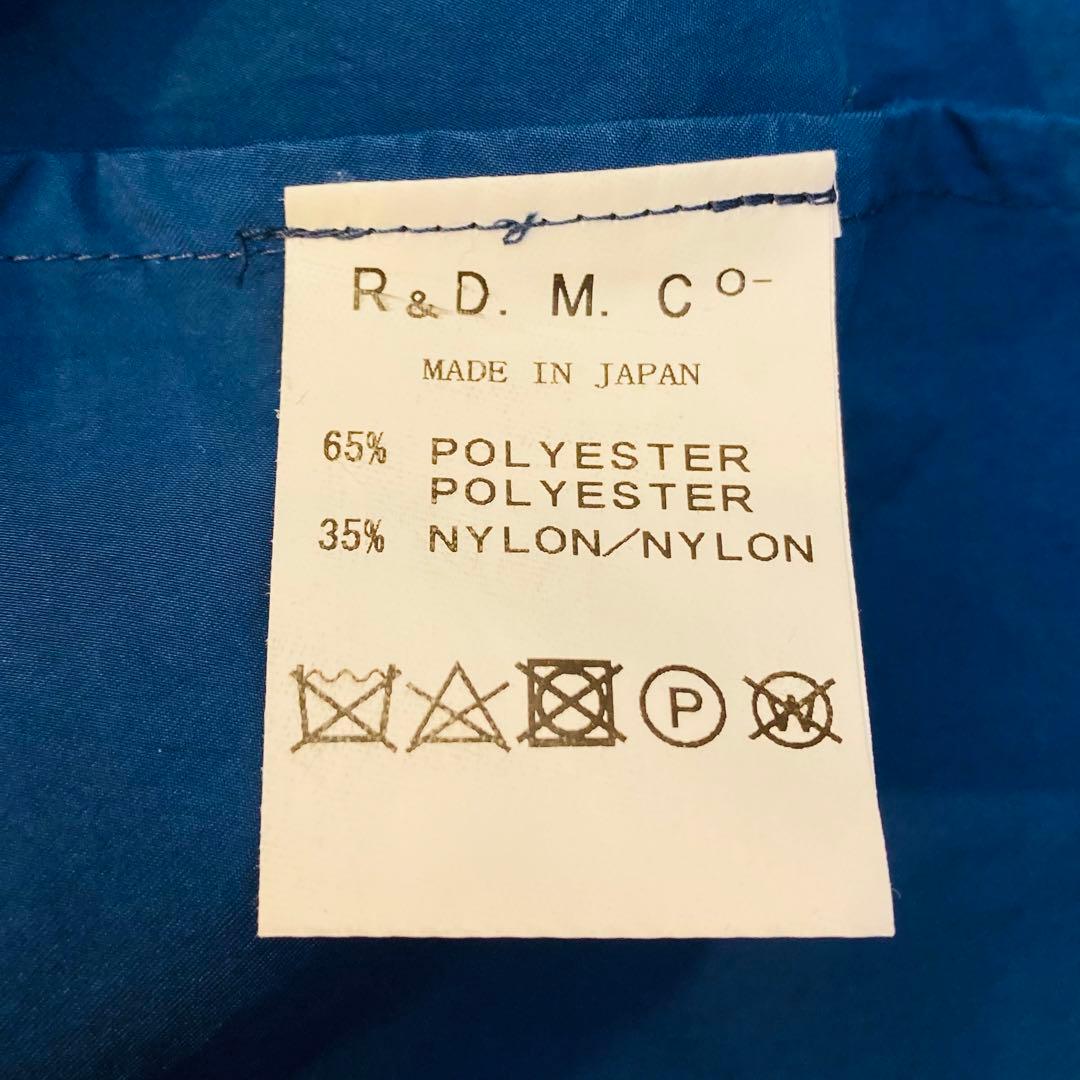 R&D. M. Co-
MADE IN JAPAN
65% POLYESTER
POLYESTER
35% NYLON/NYLON
P
W